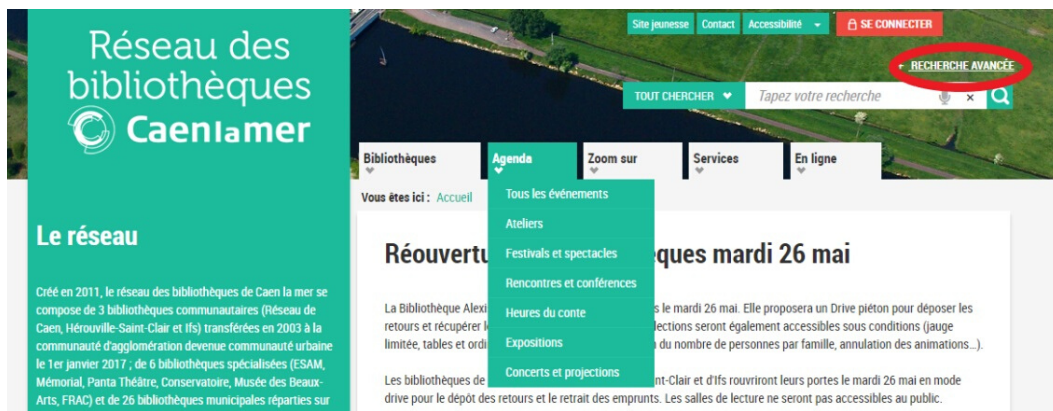 Réseau des
bibliothèques
Caenlamer
Site jeunesse Contact Accessibilité SE CONNECTER
+ RECHERCHE AVANCÉE
TOUT CHERCHER Tapez votre recherche ×
Bibliothèques Agenda Zoom sur Services En ligne
Vous êtes ici : Accueil
Tous les événements
Ateliers
Festivals et spectacles
Rencontres et conférences
Heures du conte
Expositions
Concerts et projections
Le réseau
Créé en 2011, le réseau des bibliothèques de Caen la mer se
compose de 3 bibliothèques communautaires (Réseau de
Caen, Hérouville-Saint-Clair et Ifs) transférées en 2003 à la
communauté d'agglomération devenue communauté urbaine
le 1er janvier 2017 ; de 6 bibliothèques spécialisées (ESAM,
Mémorial, Panta Théâtre, Conservatoire, Musée des Beaux-
Arts, FRAC) et de 26 bibliothèques municipales réparties sur
Réouvertu èques mardi 26 mai
La Bibliothèque Alexi s le mardi 26 mai. Elle proposera un Drive piéton pour déposer les
retours et récupérer l lections seront également accessibles sous conditions (jauge
limitée, tables et ordi du nombre de personnes par famille, annulation des animations...).
Les bibliothèques de nt-Clair et d'Ifs rouvriront leurs portes le mardi 26 mai en mode
drive pour le dépôt des retours et le retrait des emprunts. Les salles de lecture ne seront pas accessibles au public.